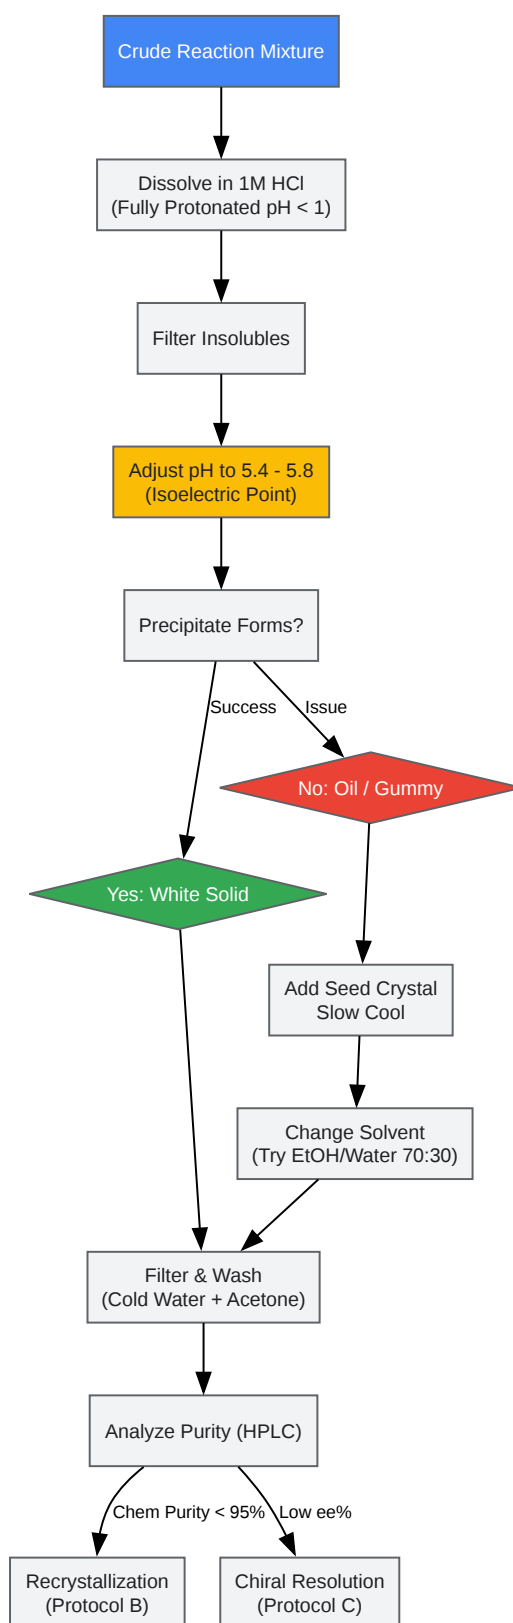 Crude Reaction Mixture
Dissolve in 1M HCl
(Fully Protonated pH < 1)
Filter Insolubles
Adjust pH to 5.4 - 5.8
(Isoelectric Point)
Precipitate Forms?
Success
Issue
No: Oil / Gummy
Yes: White Solid
Add Seed Crystal
Slow Cool
Change Solvent
(Try EtOH/Water 70:30)
Filter & Wash
(Cold Water + Acetone)
Analyze Purity (HPLC)
Chem Purity < 95%
Low ee%
Recrystallization
(Protocol B)
Chiral Resolution
(Protocol C)